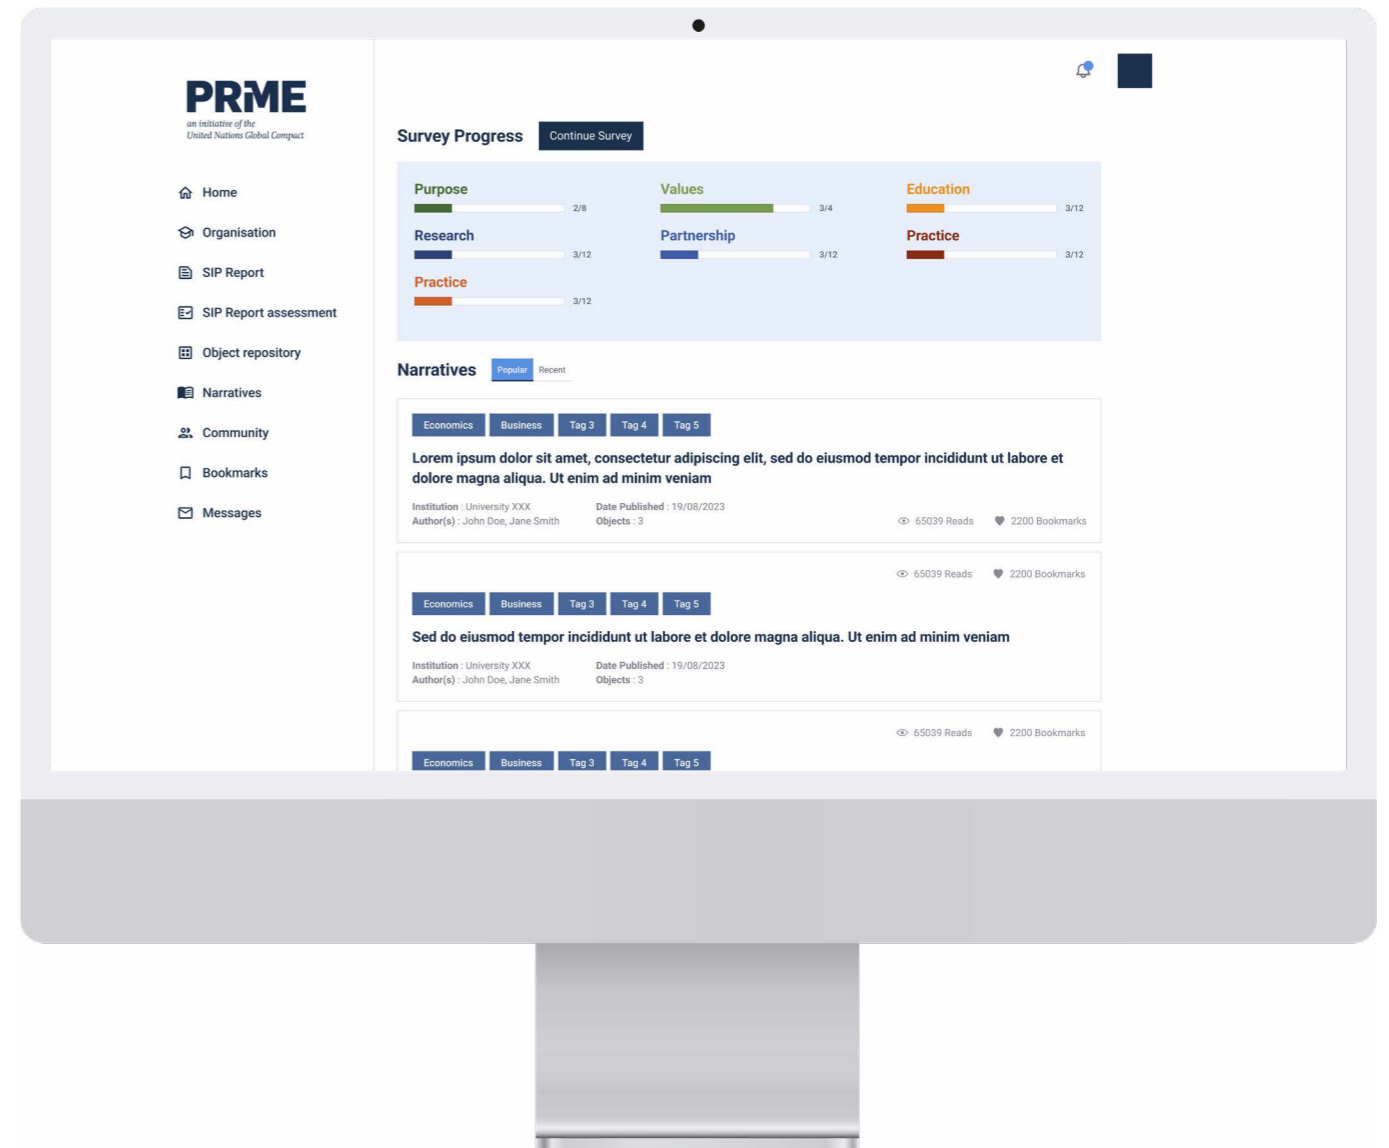 PRME
an initiative of the
United Nations Global Compact
Home
Organisation
SIP Report
SIP Report assessment
Object repository
Narratives
Community
Bookmarks
Messages
Survey Progress Continue Survey
Purpose
2/8
Values
3/4
Education
3/12
Research
3/12
Partnership
3/12
Practice
3/12
Practice
3/12
Narratives Popular Recent
Economics Business Tag 3 Tag 4 Tag 5
Lorem ipsum dolor sit amet, consectetur adipiscing elit, sed do eiusmod tempor incididunt ut labore et
dolore magna aliqua. Ut enim ad minim veniam
Institution : University XXX Date Published : 19/08/2023
Author(s) : John Doe, Jane Smith Objects : 3 65039 Reads 2200 Bookmarks
65039 Reads 2200 Bookmarks
Economics Business Tag 3 Tag 4 Tag 5
Sed do eiusmod tempor incididunt ut labore et dolore magna aliqua. Ut enim ad minim veniam
Institution : University XXX Date Published : 19/08/2023
Author(s) : John Doe, Jane Smith Objects : 3
65039 Reads 2200 Bookmarks
Economics Business Tag 3 Tag 4 Tag 5